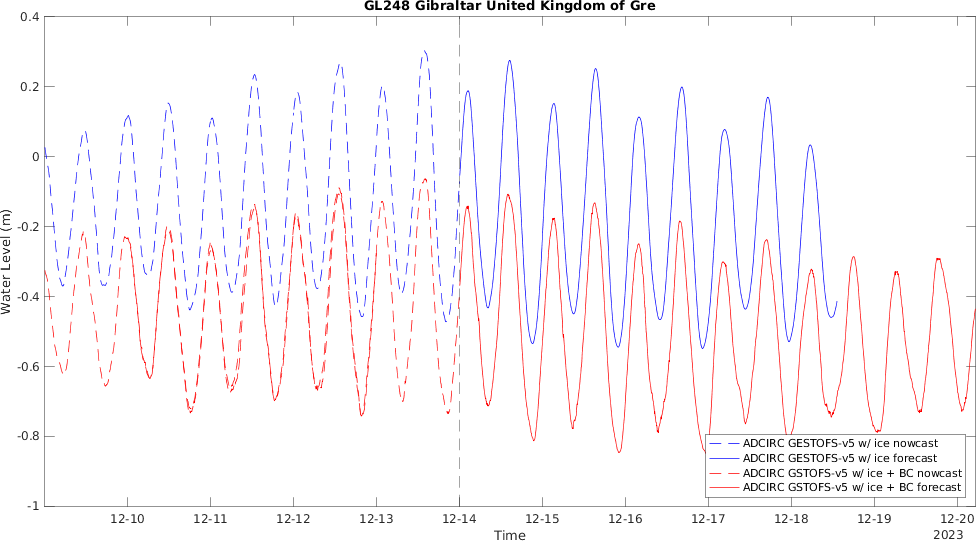 GL248 Gibraltar United Kingdom of Gre
0.4
0.2
0
-0.2
-0.4
-0.6
-0.8
-1
Water Level (m)
ADCIRC GESTOFS-v5 w/ ice nowcast
ADCIRC GESTOFS-v5 w/ ice forecast
ADCIRC GSTOFS-v5 w/ ice + BC nowcast
ADCIRC GSTOFS-v5 w/ ice + BC forecast
12-10 12-11 12-12 12-13 12-14 12-15 12-16 12-17 12-18 12-19 12-20
Time 2023